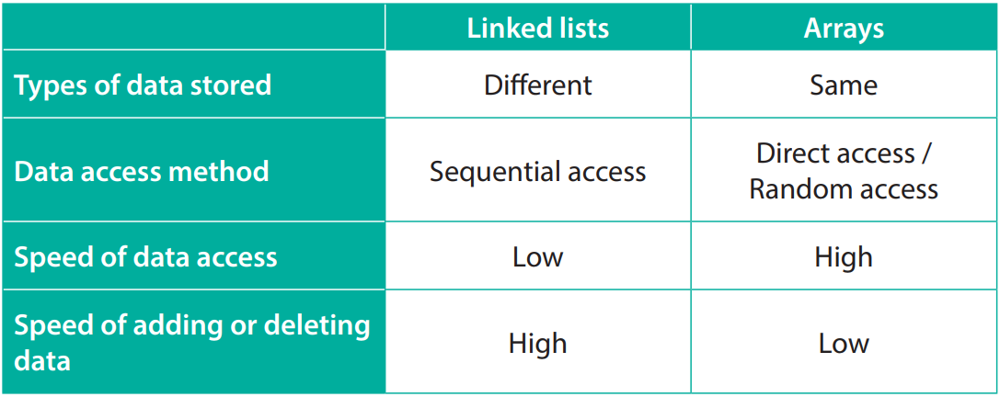 Linked lists Arrays
Types of data stored Different Same
Data access method Sequential access Direct access /
Random access
Speed of data access Low High
Speed of adding or deleting
data High Low